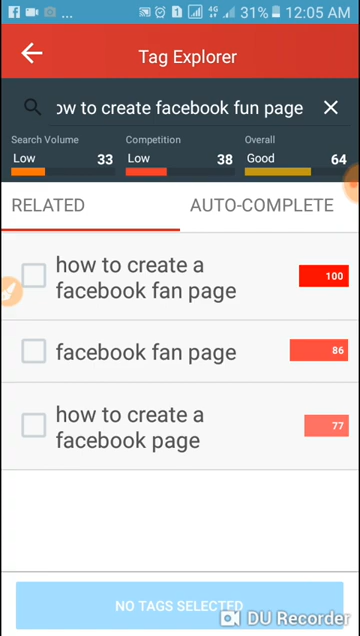 ... 4G 31% 12:05 AM
Tag Explorer
ow to create facebook fun page
Search Volume Competition Overall
Low 33 Low 38 Good 64
RELATED AUTO-COMPLETE
how to create a
facebook fan page 100
facebook fan page 86
how to create a
facebook page 77
NO TAGS SELECTED
DU Recorder